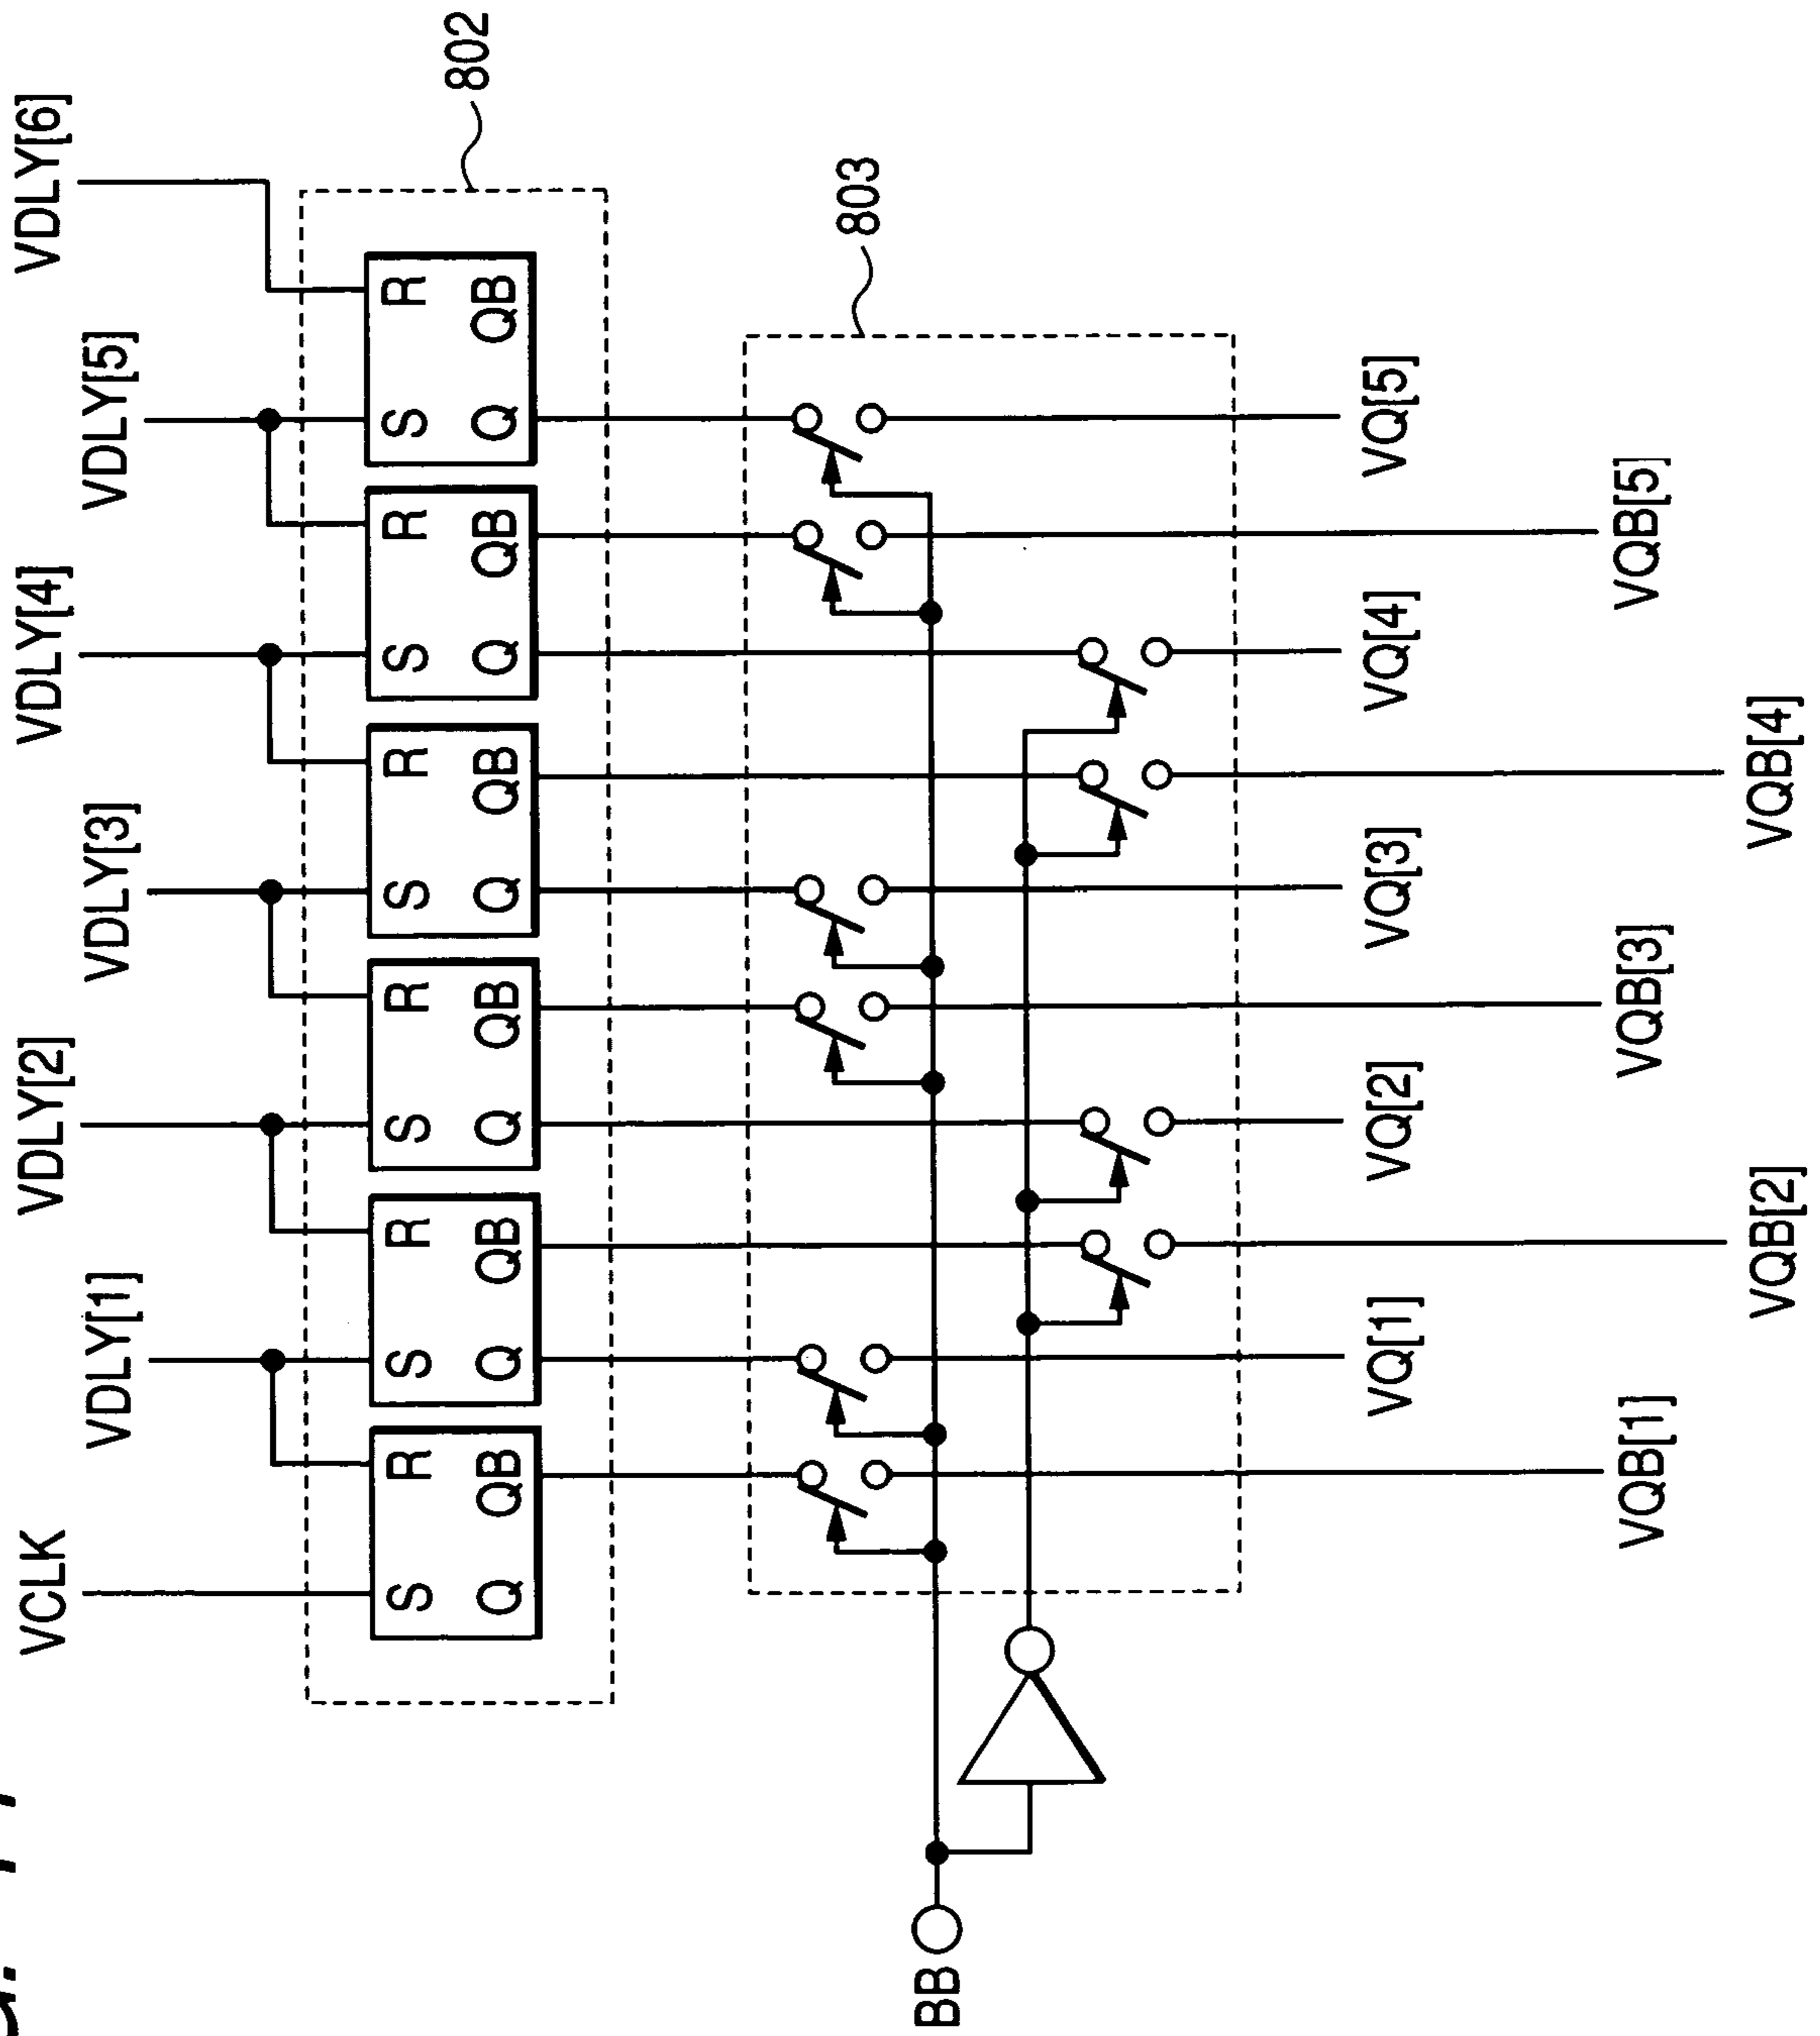 VCLK
VDLY[1]
VDLY[2]
VDLY[3]
VDLY[4]
VDLY[5]
VDLY[6]
802
S R
Q QB
S R
Q QB
S R
Q QB
S R
Q QB
S R
Q QB
S R
Q QB
803
BB
VQ[1]
VQ[2]
VQ[3]
VQ[4]
VQ[5]
VQB[1]
VQB[3]
VQB[5]
VQB[2]
VQB[4]